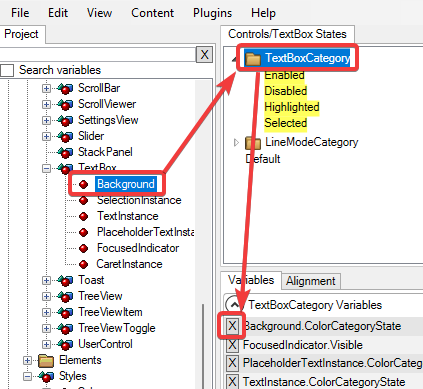 File Edit View Content Plugins Help
Project
X
Search variables
ScrollBar
ScrollViewer
SettingsView
Slider
StackPanel
TextBox
Background
SelectionInstance
TextInstance
PlaceholderTextInsta
FocusedIndicator
CaretInstance
Toast
TreeView
TreeViewItem
TreeViewToggle
UserControl
Elements
Styles
Controls/TextBox States
TextBoxCategory
Enabled
Disabled
Highlighted
Selected
LineModeCategory
Default
Variables Alignment
TextBoxCategory Variables
X Background.ColorCategoryState
X FocusedIndicator.Visible
X PlaceholderTextInstance.ColorCateg
X TextInstance.ColorCategoryState